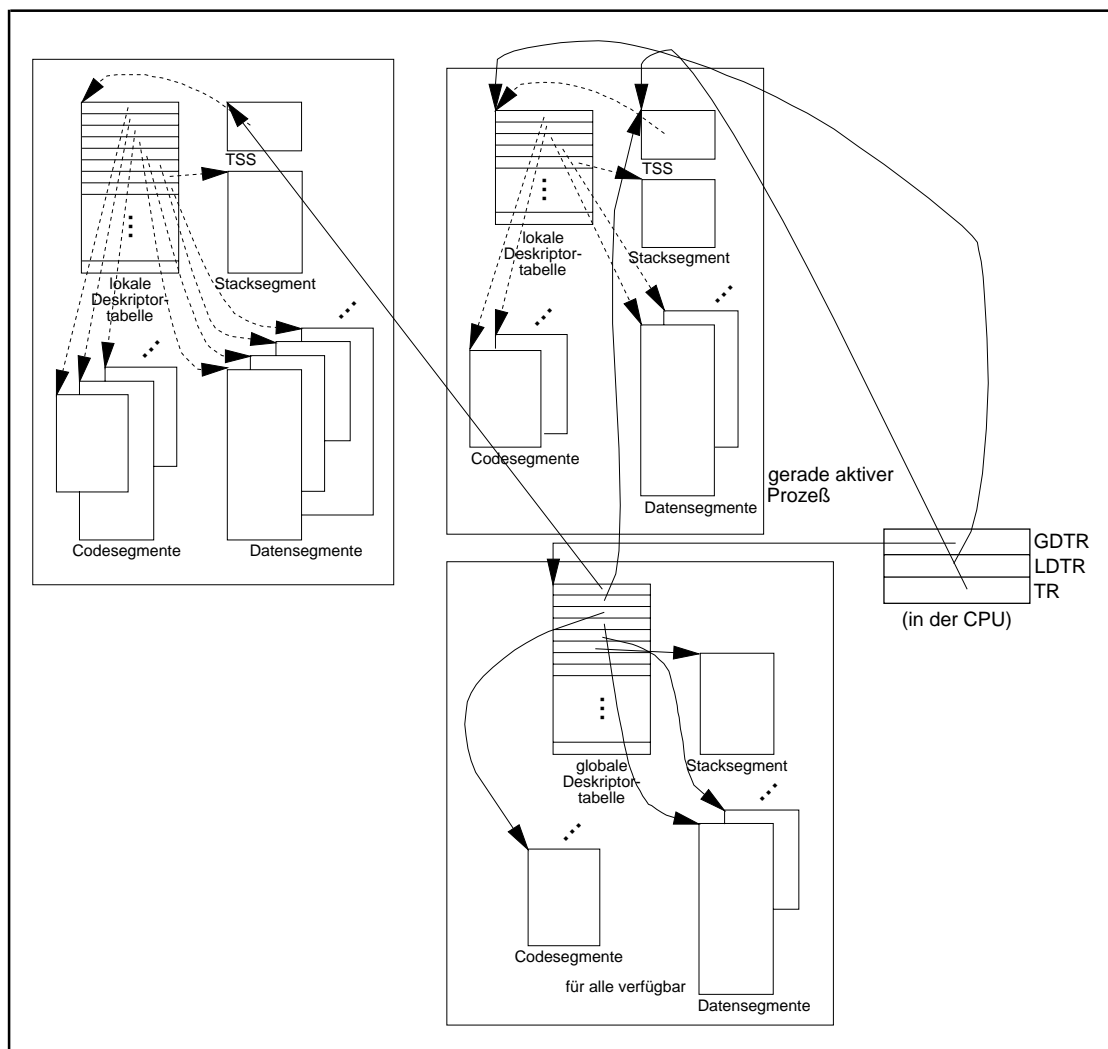 TSS
lokale
Deskriptor-
tabelle
Stacksegment
Codesegmente
Datensegmente
TSS
lokale
Deskriptor-
tabelle
Stacksegment
Codesegmente
Datensegmente
gerade aktiver
Prozeß
GDTR
LDTR
TR
(in der CPU)
globale
Deskriptor-
tabelle
Stacksegment
Codesegmente
für alle verfügbar
Datensegmente